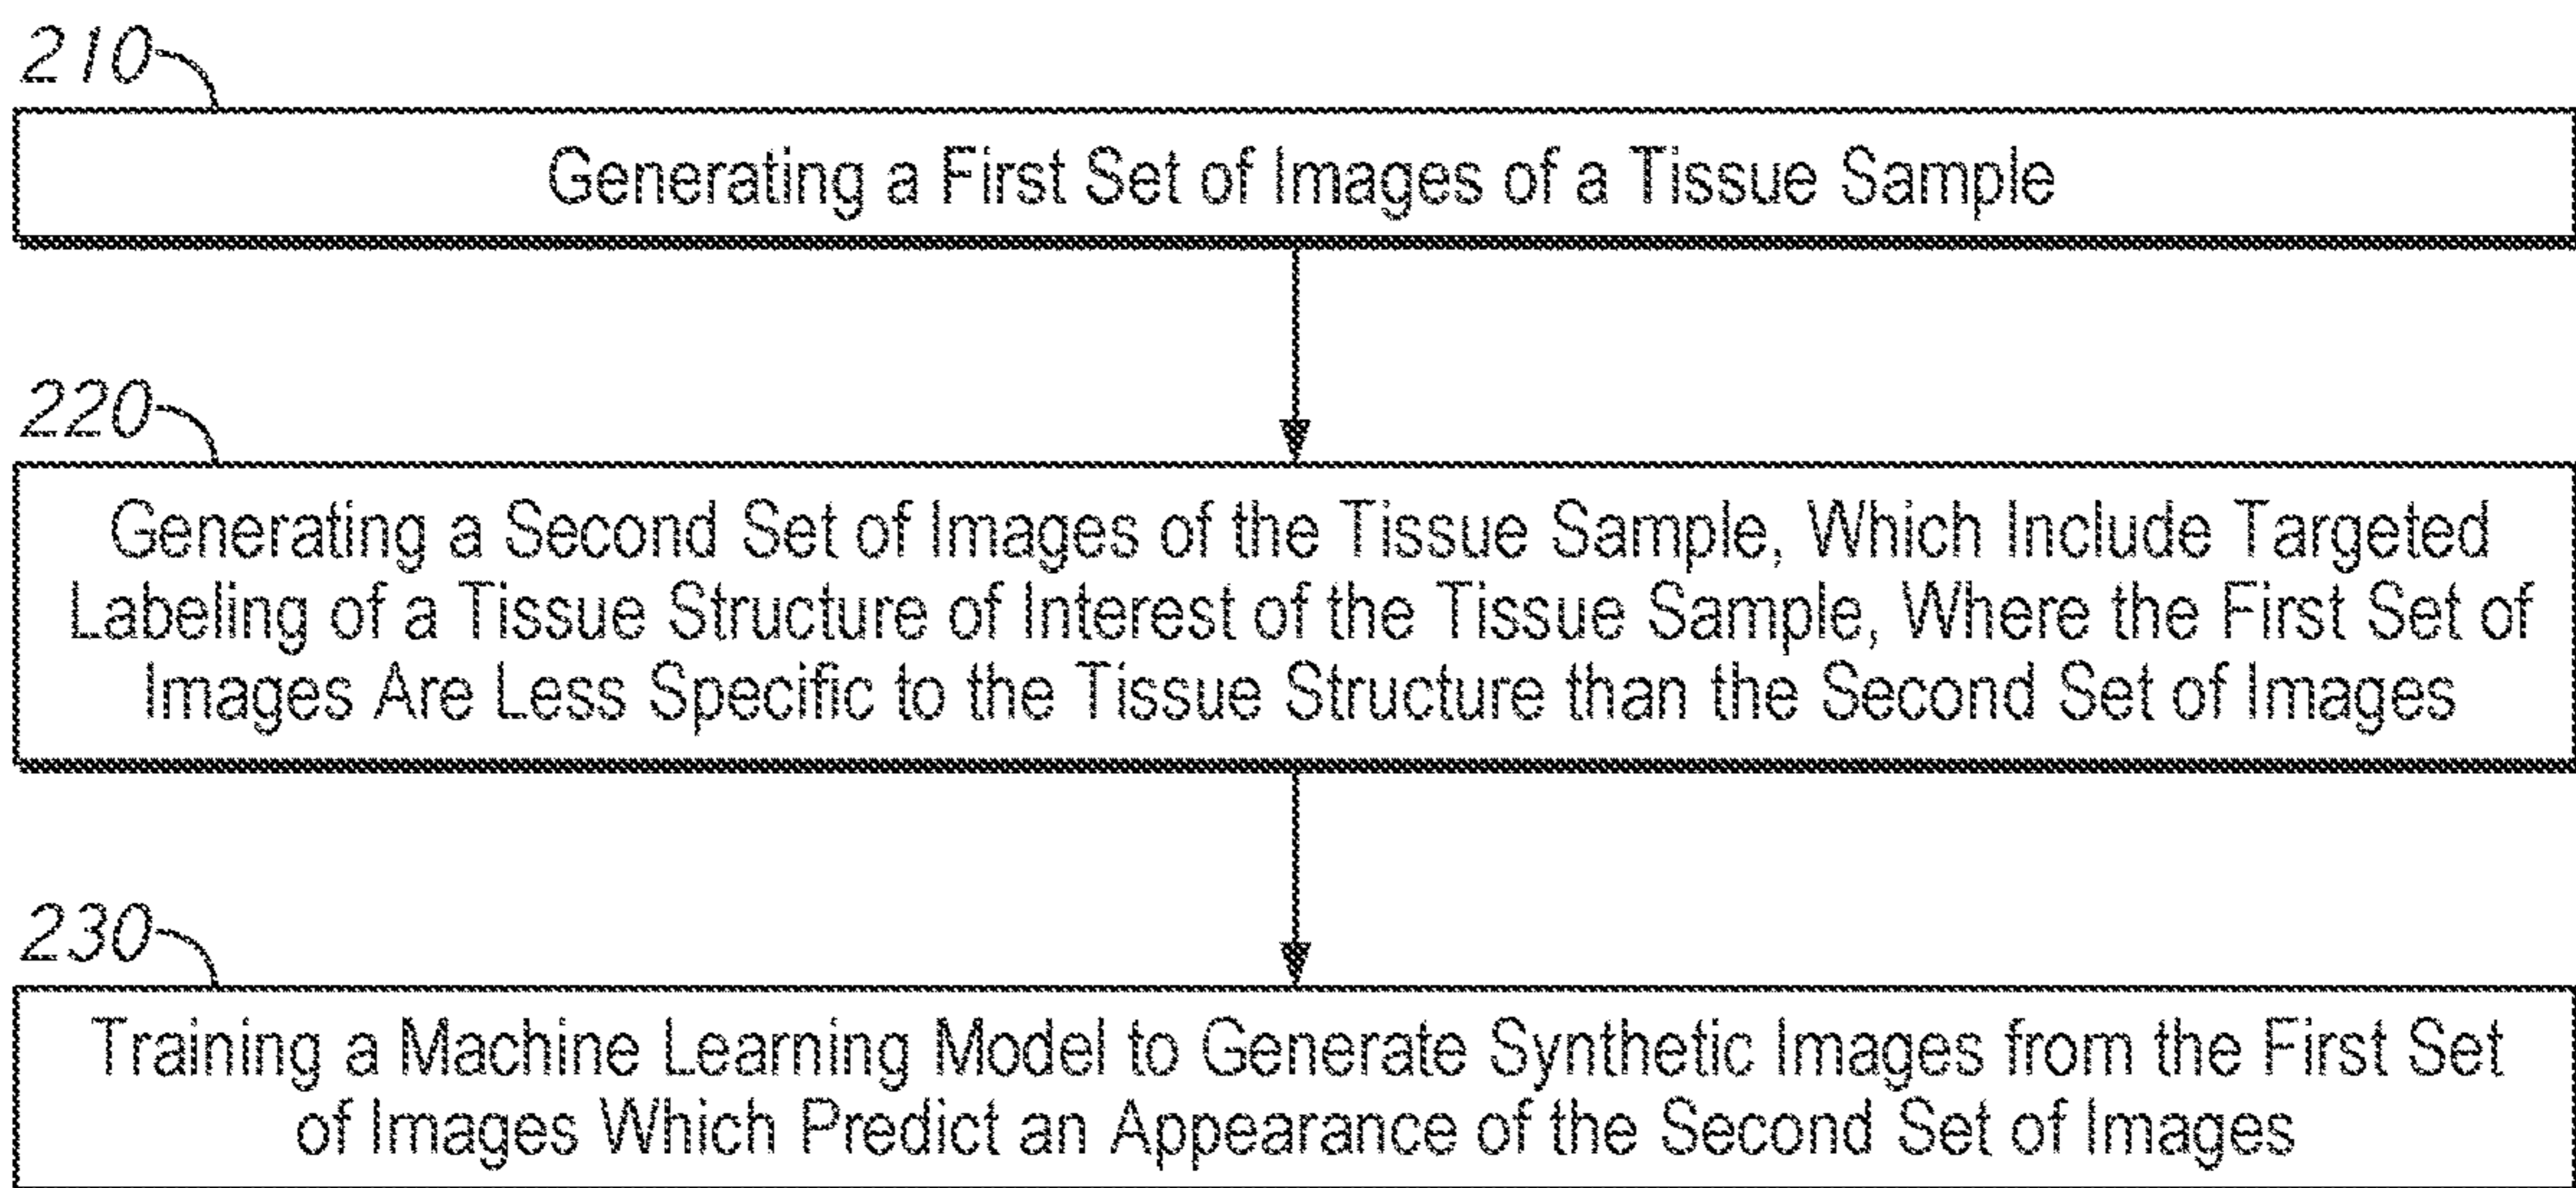 210
Generating a First Set of Images of a Tissue Sample
220
Generating a Second Set of Images of the Tissue Sample, Which Include Targeted
Labeling of a Tissue Structure of Interest of the Tissue Sample, Where the First Set of
Images Are Less Specific to the Tissue Structure than the Second Set of Images
230
Training a Machine Learning Model to Generate Synthetic Images from the First Set
of Images Which Predict an Appearance of the Second Set of Images